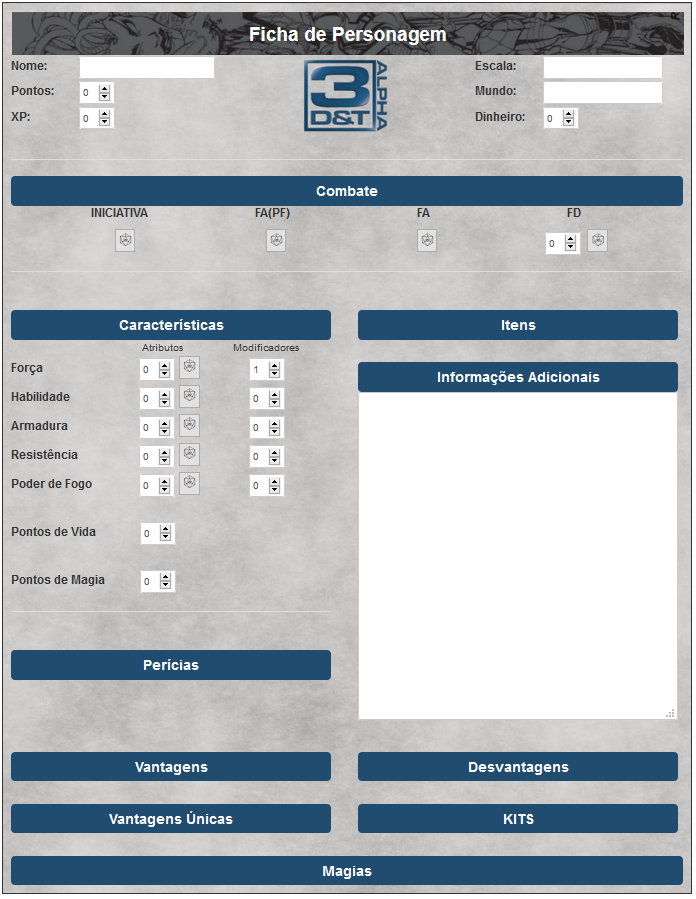 Ficha de Personagem
Nome:
Escala:
3
D&T
ALPHA
Pontos: 0
Mundo:
XP: 0
Dinheiro: 0
Combate
INICIATIVA FA(PF) FA FD
0
Características
Itens
Atributos Modificadores
Informações Adicionais
Força 0 1
Habilidade 0 0
Armadura 0 0
Resistência 0 0
Poder de Fogo 0 0
Pontos de Vida 0
Pontos de Magia 0
Perícias
Vantagens
Desvantagens
Vantagens Únicas
KITS
Magias